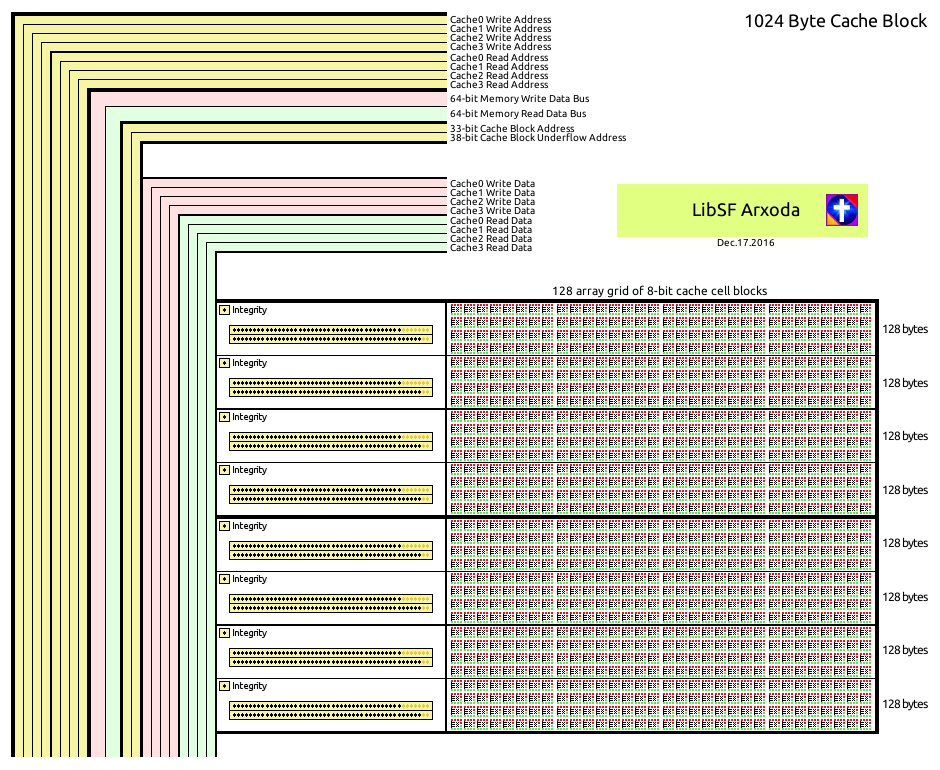 1024 Byte Cache Block
Cache0 Write Address
Cache1 Write Address
Cache2 Write Address
Cache3 Write Address
Cache0 Read Address
Cache1 Read Address
Cache2 Read Address
Cache3 Read Address
64-bit Memory Write Data Bus
64-bit Memory Read Data Bus
33-bit Cache Block Address
38-bit Cache Block Underflow Address
Cache0 Write Data
Cache1 Write Data
Cache2 Write Data
Cache3 Write Data
Cache0 Read Data
Cache1 Read Data
Cache2 Read Data
Cache3 Read Data
LibSF Arxoda
Dec.17.2016
128 array grid of 8-bit cache cell blocks
Integrity
128 bytes
Integrity
128 bytes
Integrity
128 bytes
Integrity
128 bytes
Integrity
128 bytes
Integrity
128 bytes
Integrity
128 bytes
Integrity
128 bytes